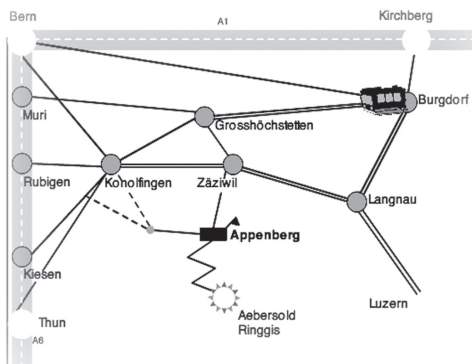 Bern
A1
Kirchberg
Muri
Grosshöchstetten
Burgdorf
Rubigen
Konolfingen
Zäziwil
Langnau
Appenberg
Kiesen
Luzern
Thun
Aebersold
Ringgis
A6